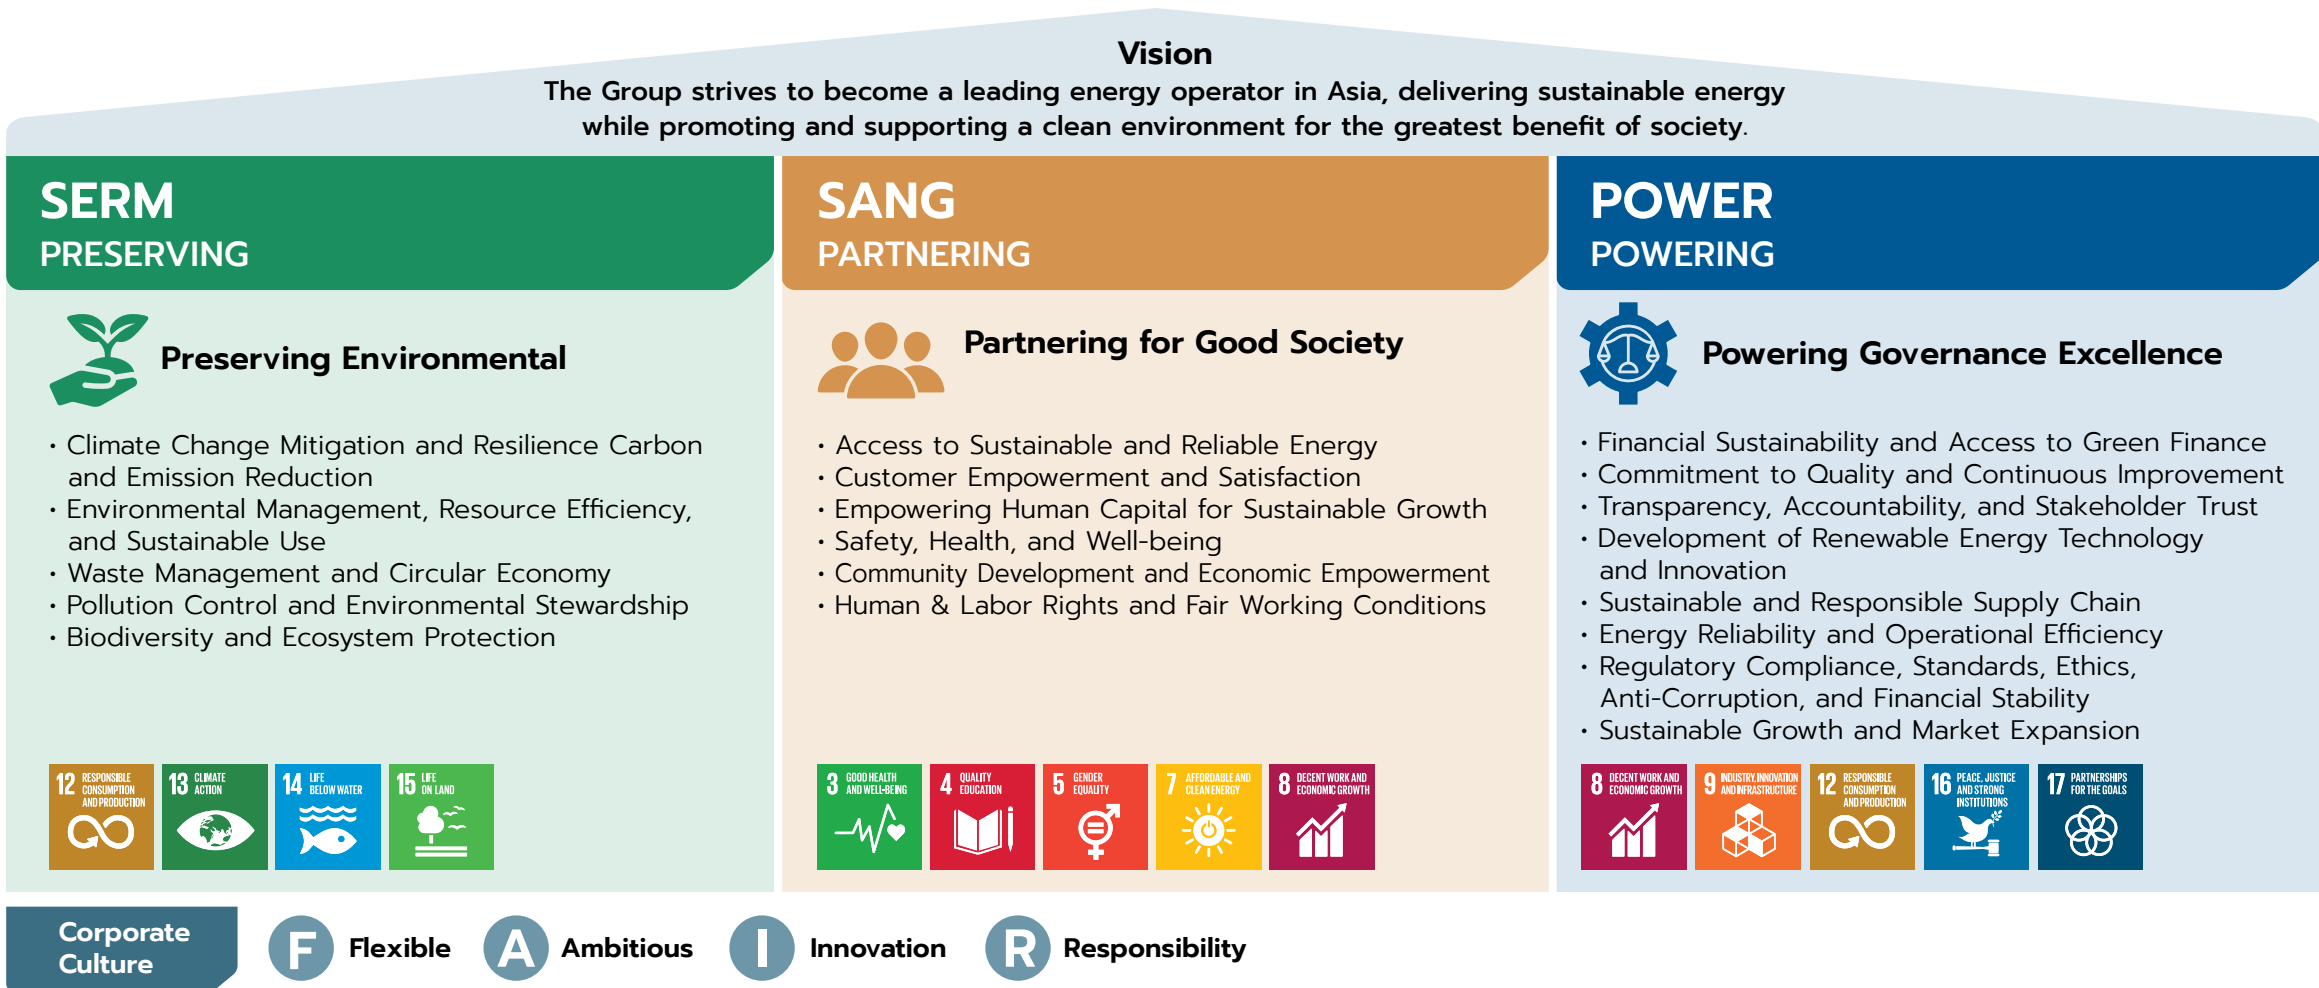 Vision
The Group strives to become a leading energy operator in Asia, delivering sustainable energy
while promoting and supporting a clean environment for the greatest benefit of society.
SERM
PRESERVING
Preserving Environmental
• Climate Change Mitigation and Resilience Carbon
and Emission Reduction
• Environmental Management, Resource Efficiency,
and Sustainable Use
• Waste Management and Circular Economy
• Pollution Control and Environmental Stewardship
• Biodiversity and Ecosystem Protection
12 RESPONSIBLE
CONSUMPTION
AND PRODUCTION
13 CLIMATE
ACTION
14 LIFE
BELOW WATER
15 LIFE
ON LAND
SANG
PARTNERING
Partnering for Good Society
• Access to Sustainable and Reliable Energy
• Customer Empowerment and Satisfaction
• Empowering Human Capital for Sustainable Growth
• Safety, Health, and Well-being
• Community Development and Economic Empowerment
• Human & Labor Rights and Fair Working Conditions
3 GOOD HEALTH
AND WELL-BEING
4 QUALITY
EDUCATION
5 GENDER
EQUALITY
7 AFFORDABLE AND
CLEAN ENERGY
8 DECENT WORK AND
ECONOMIC GROWTH
POWER
POWERING
Powering Governance Excellence
• Financial Sustainability and Access to Green Finance
• Commitment to Quality and Continuous Improvement
• Transparency, Accountability, and Stakeholder Trust
• Development of Renewable Energy Technology
and Innovation
• Sustainable and Responsible Supply Chain
• Energy Reliability and Operational Efficiency
• Regulatory Compliance, Standards, Ethics,
Anti-Corruption, and Financial Stability
• Sustainable Growth and Market Expansion
8 DECENT WORK AND
ECONOMIC GROWTH
9 INDUSTRY, INNOVATION
AND INFRASTRUCTURE
12 RESPONSIBLE
CONSUMPTION
AND PRODUCTION
16 PEACE, JUSTICE
AND STRONG
INSTITUTIONS
17 PARTNERSHIPS
FOR THE GOALS
Corporate
Culture
F Flexible
A Ambitious
I Innovation
R Responsibility